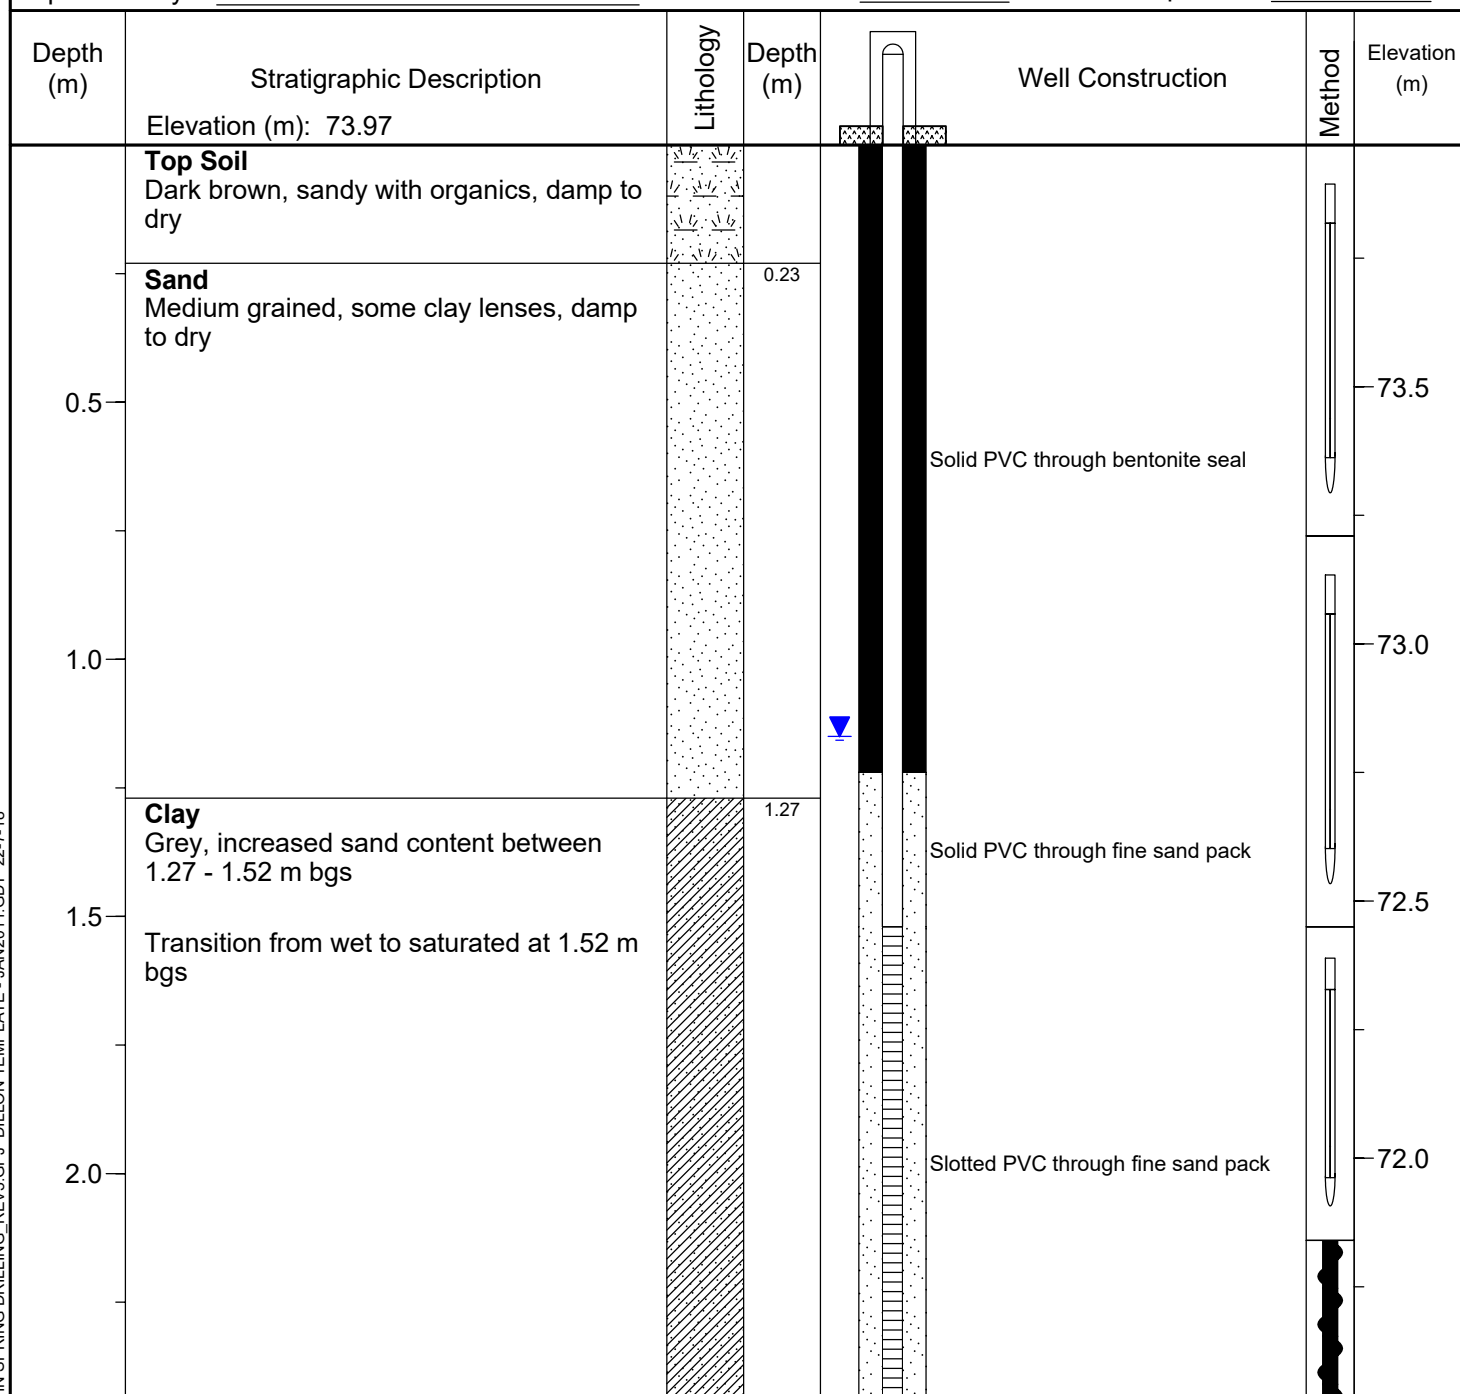 Depth
(m)
Stratigraphic Description
Elevation (m): 73.97
Lithology
Depth
(m)
Well Construction
Method
Elevation
(m)
Top Soil
Dark brown, sandy with organics, damp to
dry
0.23
Sand
Medium grained, some clay lenses, damp
to dry
0.5
73.5
Solid PVC through bentonite seal
1.0
73.0
1.27
Clay
Grey, increased sand content between
1.27 - 1.52 m bgs
Solid PVC through fine sand pack
1.5
72.5
Transition from wet to saturated at 1.52 m
bgs
2.0
Slotted PVC through fine sand pack
72.0